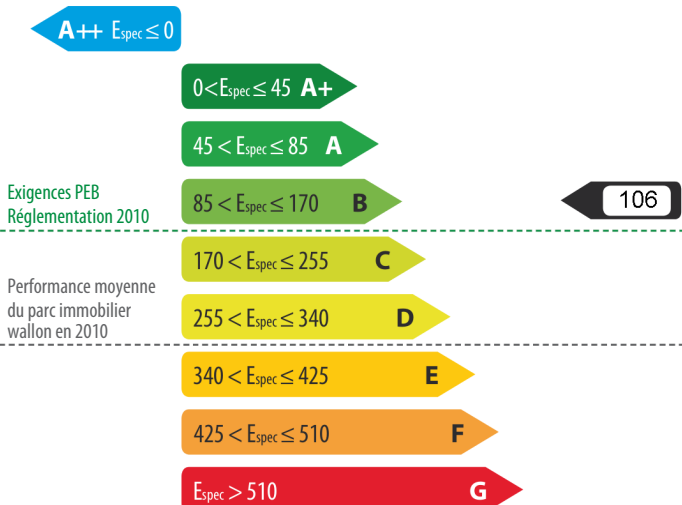 A++ Espec ≤ 0
0<Espec ≤ 45 A+
45 < Espec ≤ 85 A
Exigences PEB
Réglementation 2010
85 < Espec ≤ 170 B
106
170 < Espec ≤ 255 C
Performance moyenne
du parc immobilier
wallon en 2010
255 < Espec ≤ 340 D
340 < Espec ≤ 425 E
425 < Espec ≤ 510 F
Espec > 510 G